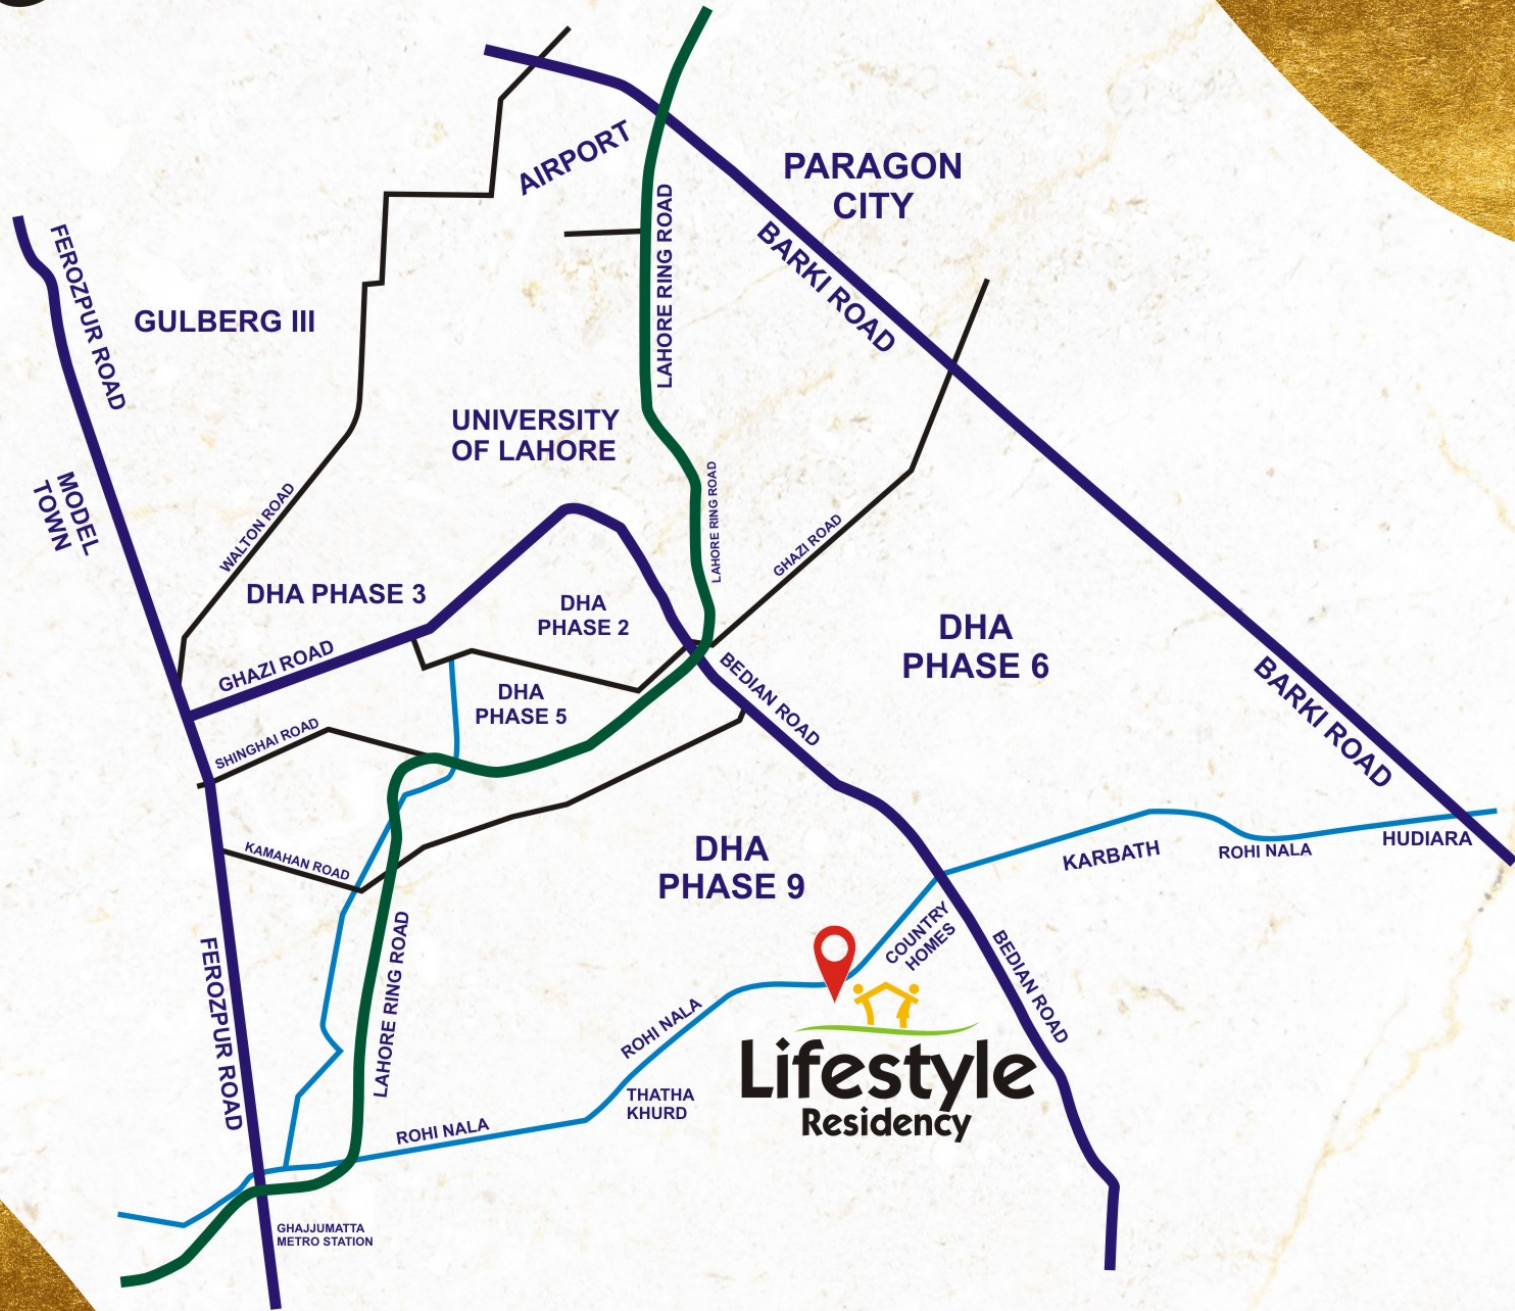 AIRPORT
PARAGON
CITY
LAHORE RING ROAD
BARKI ROAD
FEROZPUR ROAD
GULBERG III
UNIVERSITY
OF LAHORE
MODEL
TOWN
WALTON ROAD
LAHORE RING ROAD
GHAZI ROAD
DHA PHASE 3
DHA
PHASE 2
DHA
PHASE 6
GHAZI ROAD
DHA
PHASE 5
BEDIAN ROAD
BARKI ROAD
SHINGHAI ROAD
KAMAHAN ROAD
DHA
PHASE 9
KARBATH
ROHI NALA
HUDIARA
COUNTRY
HOMES
BEDIAN ROAD
FEROZPUR ROAD
LAHORE RING ROAD
ROHI NALA
Lifestyle
Residency
THATHA
KHURD
ROHI NALA
GHAJJUMATTA
METRO STATION